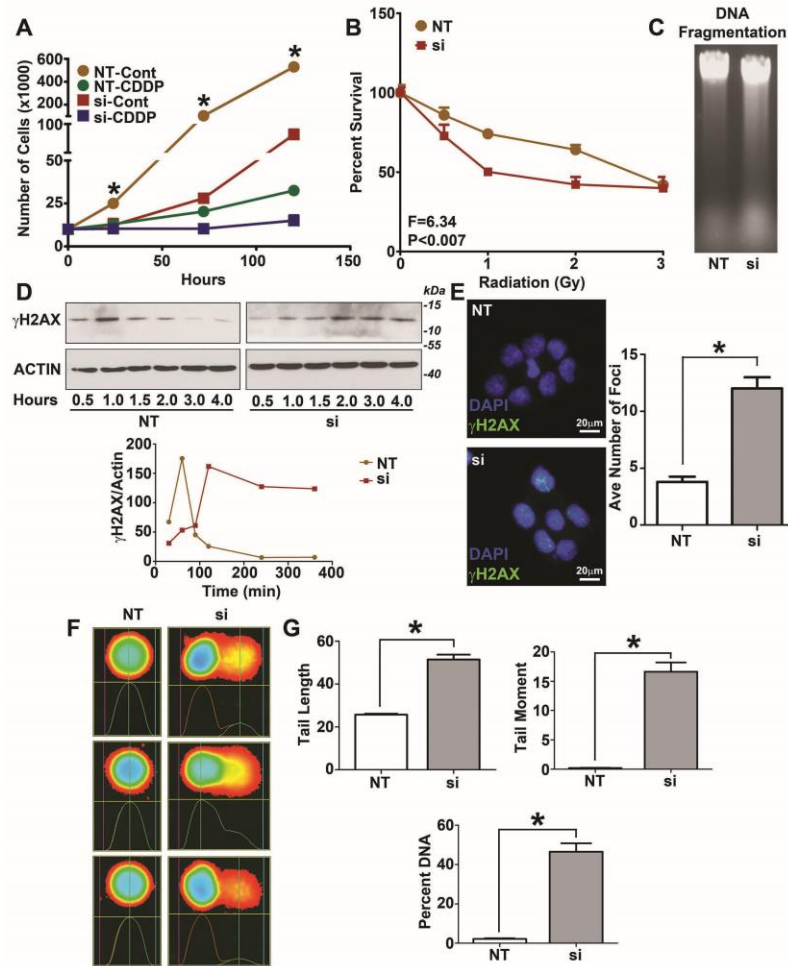 A
Number of Cells (x1000)
600
400
200
100
50
25
0
0 50 100 150
Hours
NT-Cont
NT-CDDP
si-Cont
si-CDDP
* * *
B
Percent Survival
150
100
50
0
0 1 2 3
Radiation (Gy)
NT
si
F=6.34
P<0.007
C
DNA
Fragmentation
NT si
D
kDa
γH2AX
-15
-10
-55
ACTIN
-40
Hours 0.5 1.0 1.5 2.0 3.0 4.0 0.5 1.0 1.5 2.0 3.0 4.0
NT si
γH2AX/Actin
200
150
100
50
0
0 100 200 300 400
Time (min)
NT
si
E
NT
DAPI
γH2AX
20μm
si
DAPI
γH2AX
20μm
Ave Number of Foci
15
10
5
0
*
NT si
F
NT si
G
Tail Length
60
40
20
0
*
NT si
Tail Moment
20
15
10
5
0
*
NT si
Percent DNA
60
40
20
0
*
NT si